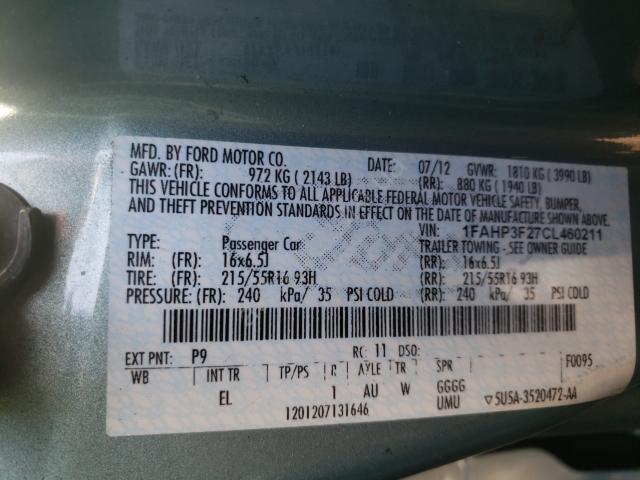 MFD. BY FORD MOTOR CO. DATE: 07/12 GVWR: 1810 KG ( 3990 LB)
GAWR: (FR): 972 KG ( 2143 LB) (RR): 880 KG ( 1940 LB)
THIS VEHICLE CONFORMS TO ALL APPLICABLE FEDERAL MOTOR VEHICLE SAFETY, BUMPER,
AND THEFT PREVENTION STANDARDS IN EFFECT ON THE DATE OF MANUFACTURE SHOWN ABOVE.
VIN: 1FAHP3F27CL460211
TYPE: Passenger Car TRAILER TOWING - SEE OWNER GUIDE
RIM: (FR): 16x6.5J (RR): 16x6.5J
TIRE: (FR): 215/55R16 93H (RR): 215/55R16 93H
PRESSURE: (FR): 240 kPa/ 35 PSI COLD (RR): 240 kPa/ 35 PSI COLD
EXT PNT: P9 RC: 11 DSO: F0095
WB INT TR TP/PS R AXLE TR SPR
EL 1 AU W GGGG
UMU
1201207131646 5U5A-3520472-AA